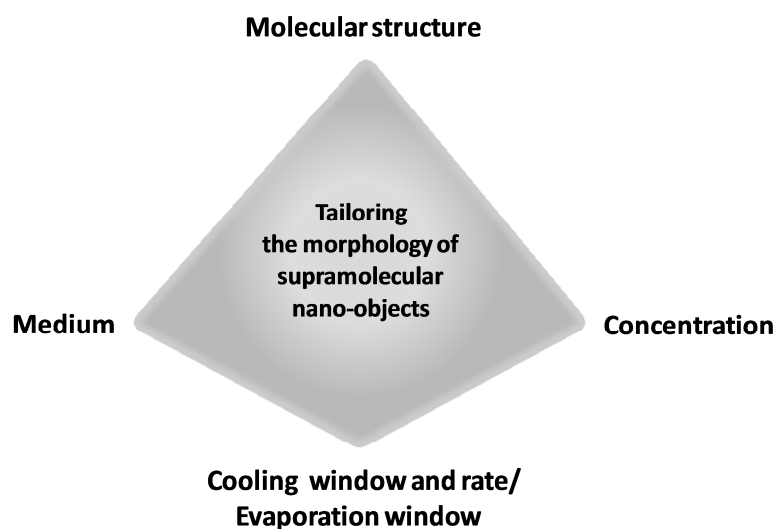 Molecular structure
Tailoring
the morphology of
supramolecular
nano-objects
Medium
Concentration
Cooling window and rate/
Evaporation window